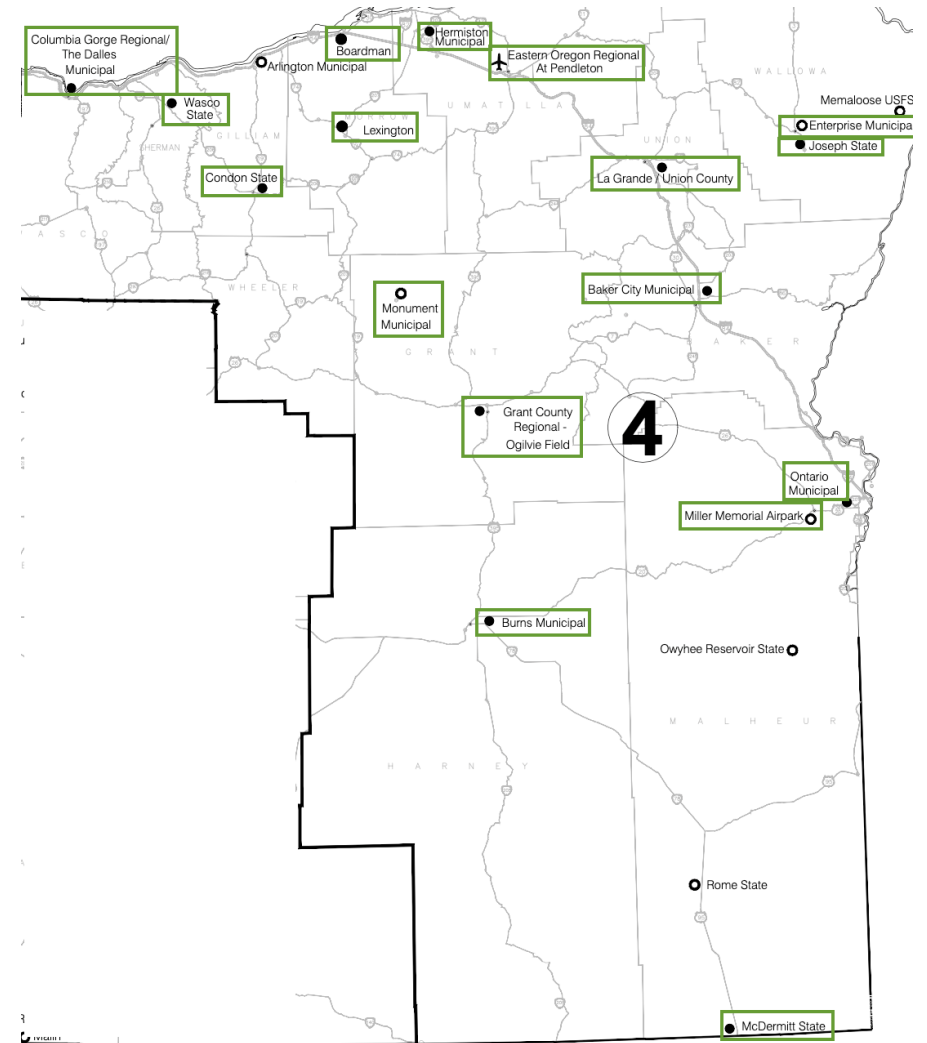 Columbia Gorge Regional/
The Dalles
Municipal
Boardman
Hermiston
Municipal
Arlington Municipal
Eastern Oregon Regional
At Pendleton
WALLOWA
Wasco
State
UMATILLA
MORROW
Memaloose USFS
Enterprise Municipa
Lexington
GILLIAM
UNION
SHERMAN
Joseph State
Condon State
La Grande / Union County
WASCO
WHEELER
Baker City Municipal
Monument
Municipal
GRANT
BAKER
Grant County
Regional -
Ogilvie Field
4
Ontario
Municipal
Miller Memorial Airpark
Burns Municipal
Owyhee Reservoir State
MALHEUR
HARNEY
Rome State
McDermitt State